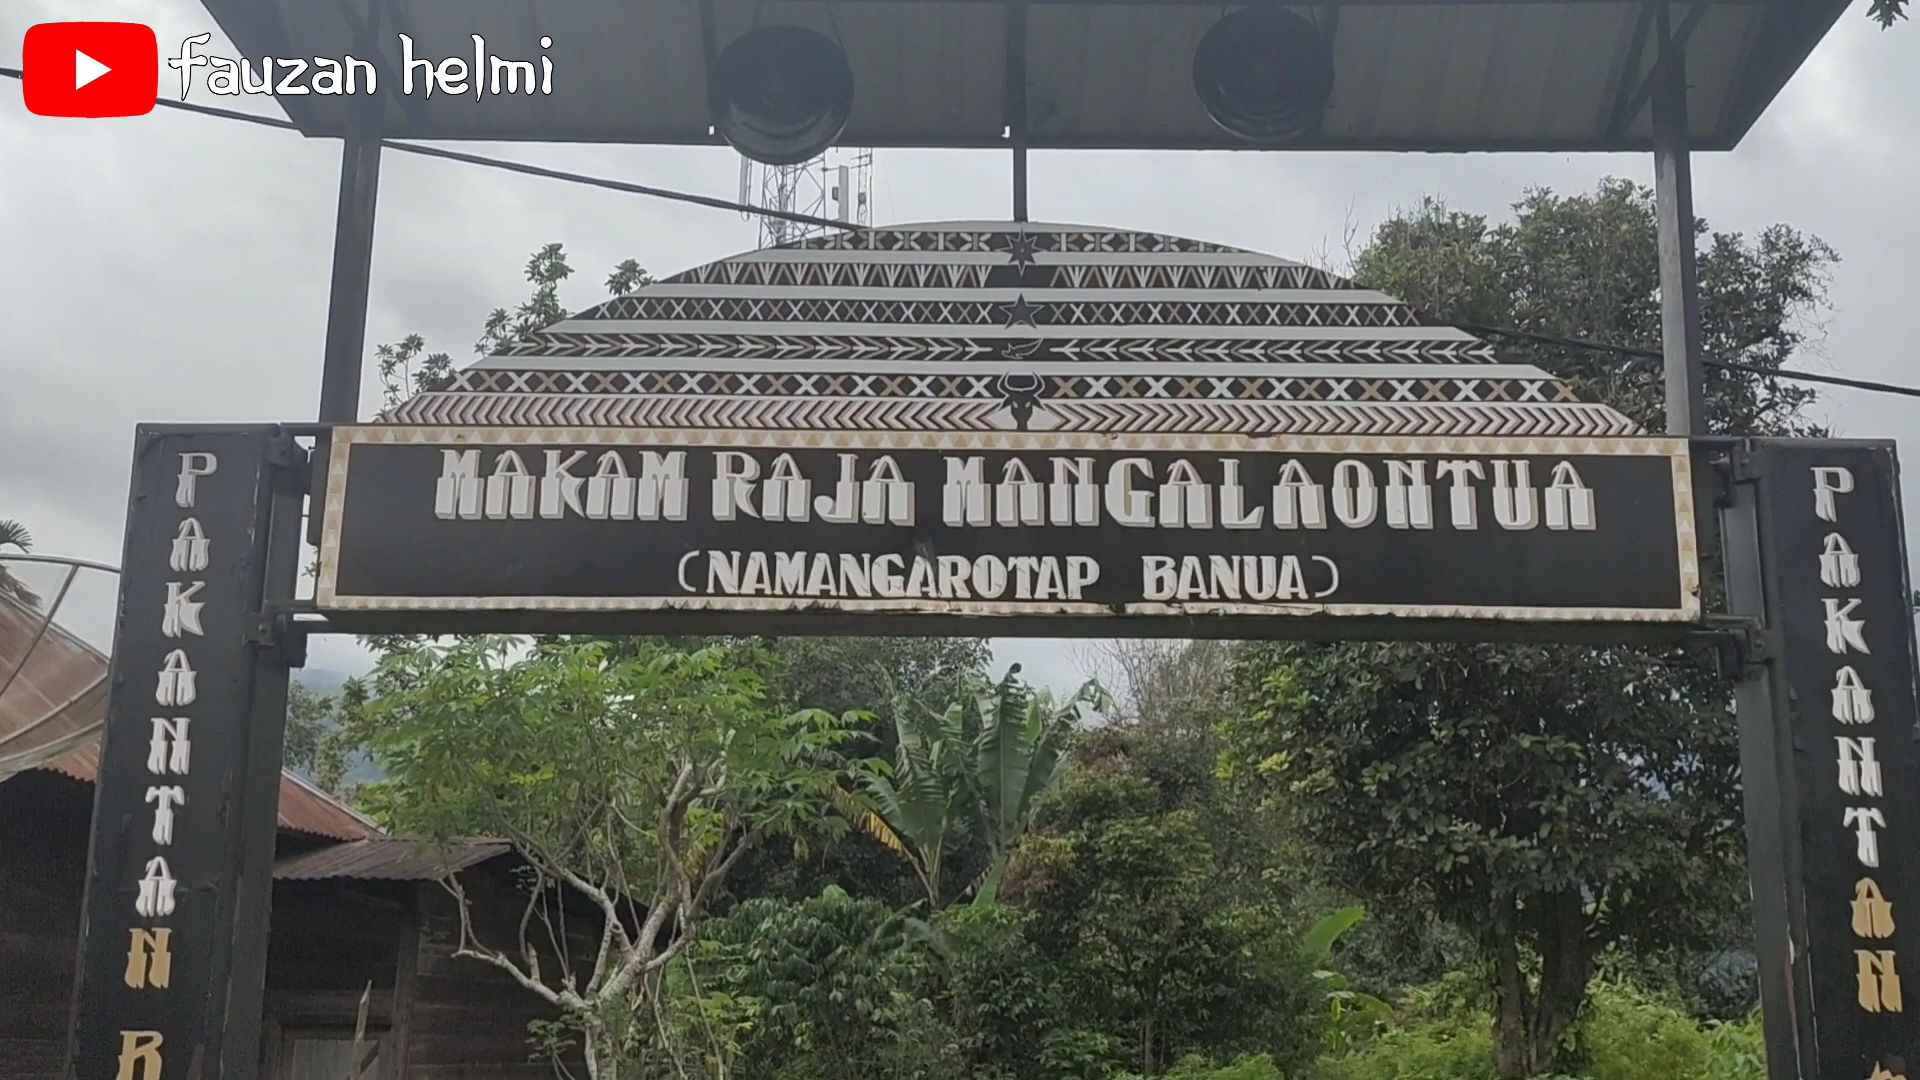 fauzan helmi
MAKAM RAJA MANGALAONTUA
(NAMANGAROTAP BANUA)
PAKANTAN
PAKANTAN